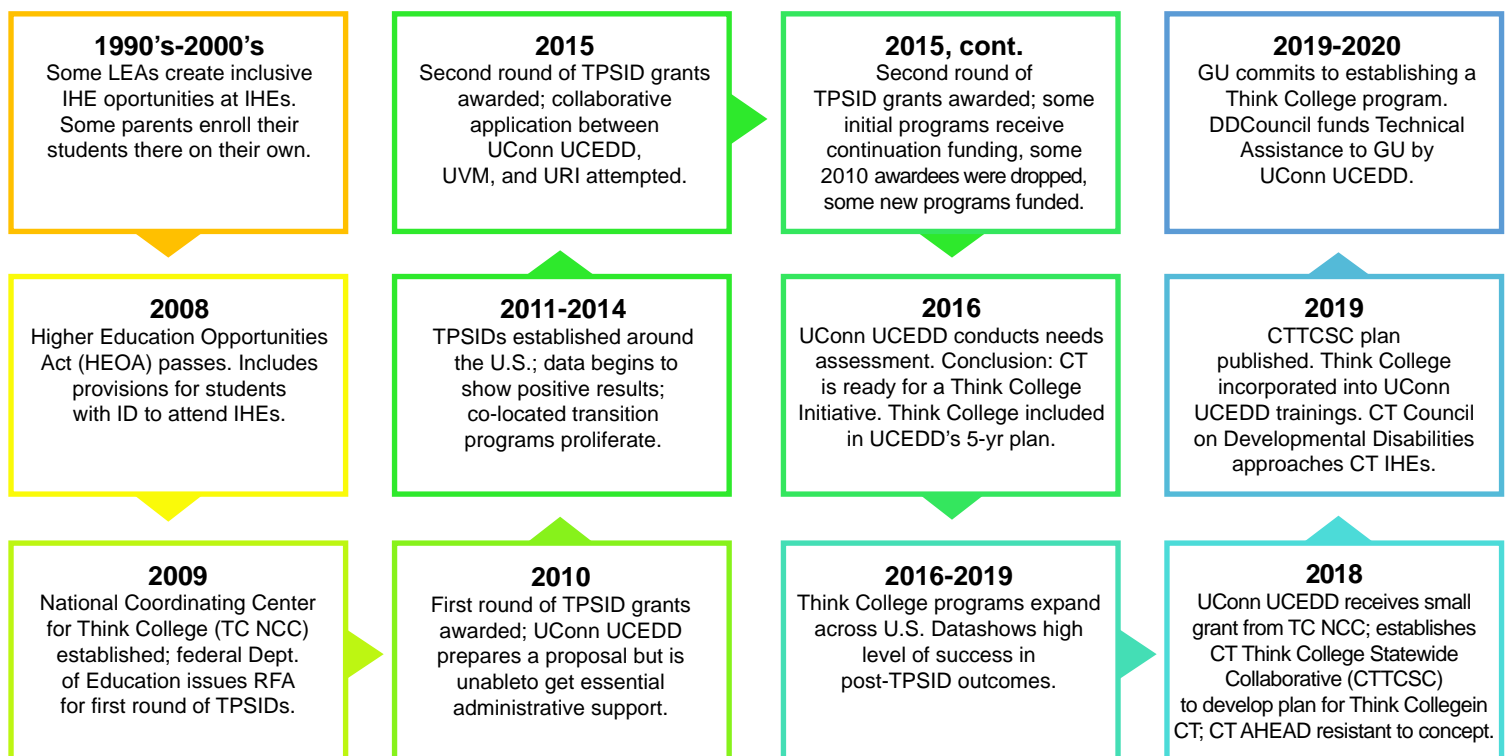 1990’s-2000’s
Some LEAs create inclusive
IHE oportunities at IHEs.
Some parents enroll their
students there on their own.
2008
Higher Education Opportunities
Act (HEOA) passes. Includes
provisions for students
with ID to attend IHEs.
2009
National Coordinating Center
for Think College (TC NCC)
established; federal Dept.
of Education issues RFA
for first round of TPSIDs.
2010
First round of TPSID grants
awarded; UConn UCEDD
prepares a proposal but is
unableto get essential
administrative support.
2011-2014
TPSIDs established around
the U.S.; data begins to
show positive results;
co-located transition
programs proliferate.
2015
Second round of TPSID grants
awarded; collaborative
application between
UConn UCEDD,
UVM, and URI attempted.
2015, cont.
Second round of
TPSID grants awarded; some
initial programs receive
continuation funding, some
2010 awardees were dropped,
some new programs funded.
2016
UConn UCEDD conducts needs
assessment. Conclusion: CT
is ready for a Think College
Initiative. Think College included
in UCEDD’s 5-yr plan.
2016-2019
Think College programs expand
across U.S. Datashows high
level of success in
post-TPSID outcomes.
2018
UConn UCEDD receives small
grant from TC NCC; establishes
CT Think College Statewide
Collaborative (CTTCSC)
to develop plan for Think Collegein
CT; CT AHEAD resistant to concept.
2019
CTTCSC plan
published. Think College
incorporated into UConn
UCEDD trainings. CT Council
on Developmental Disabilities
approaches CT IHEs.
2019-2020
GU commits to establishing a
Think College program.
DDCouncil funds Technical
Assistance to GU by
UConn UCEDD.